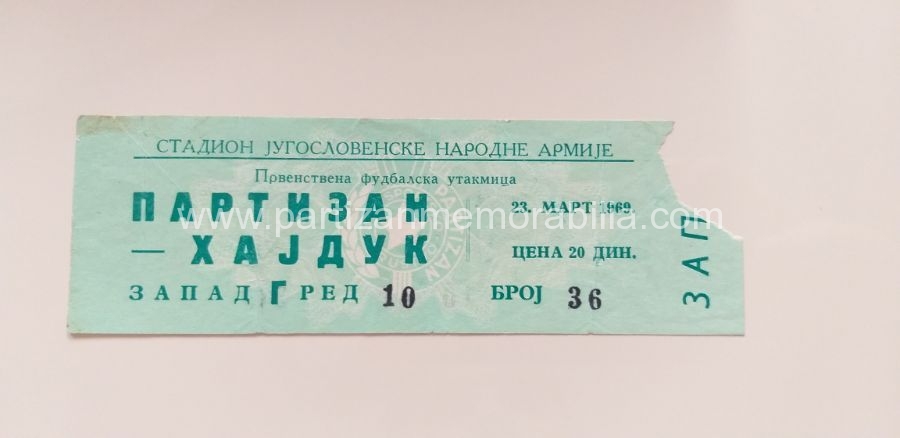 СТАДИОН ЈУГОСЛОВЕНСКЕ НАРОДНЕ АРМИЈЕ
Првенствена фудбалска утакмица
ПАРТИЗАН
— ХАЈДУК
23. МАРТ 1969.
ЦЕНА 20 ДИН.
ЗАПАД Г РЕД 10 БРОЈ 36
ЗАП
www.partizanmemorabilia.com